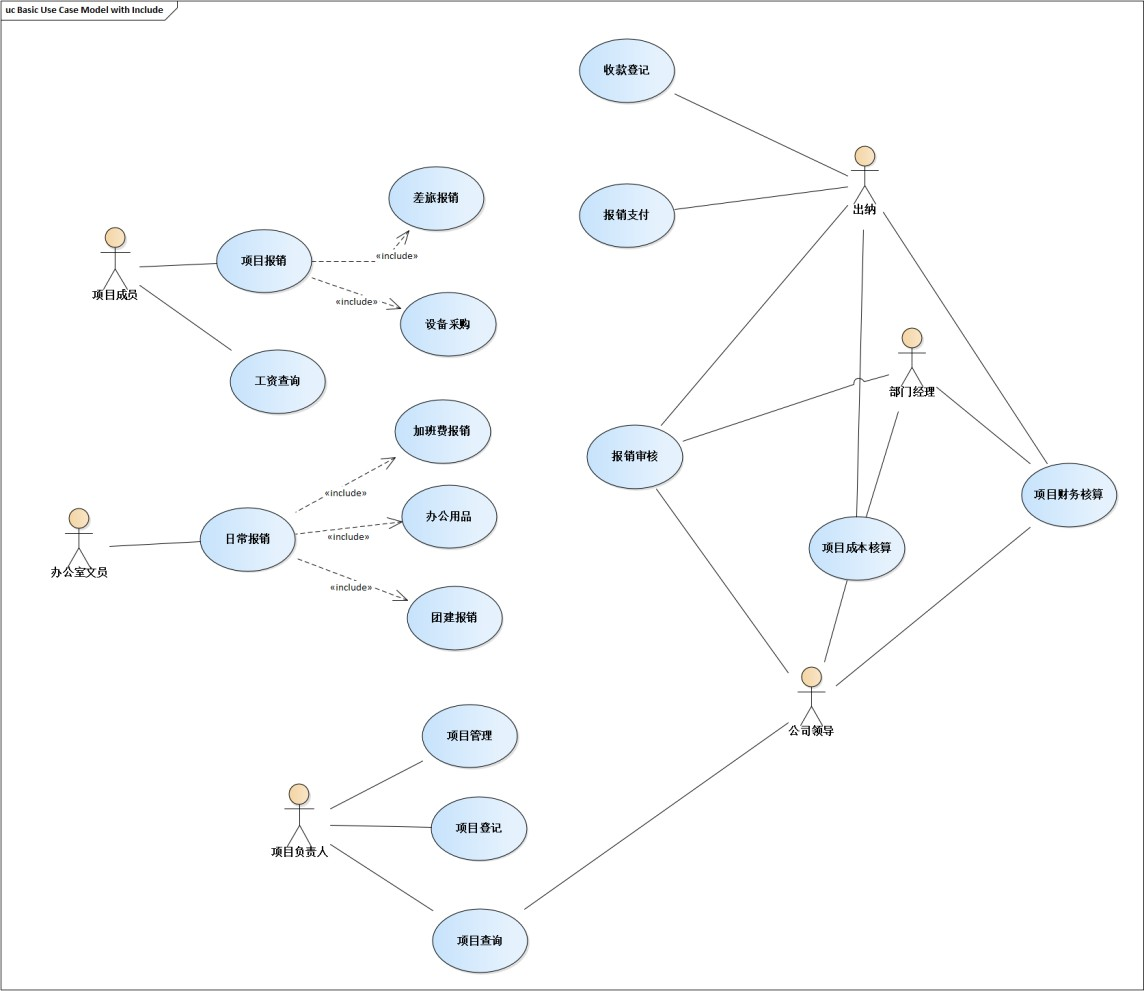 uc Basic Use Case Model with Include
收款登记
差旅报销
出纳
报销支付
项目报销
«include»
项目成员
«include»
设备采购
工资查询
部门经理
加班费报销
报销审核
«include»
项目财务核算
办公用品
日常报销
«include»
项目成本核算
办公室文员
«include»
团建报销
公司领导
项目管理
项目登记
项目负责人
项目查询